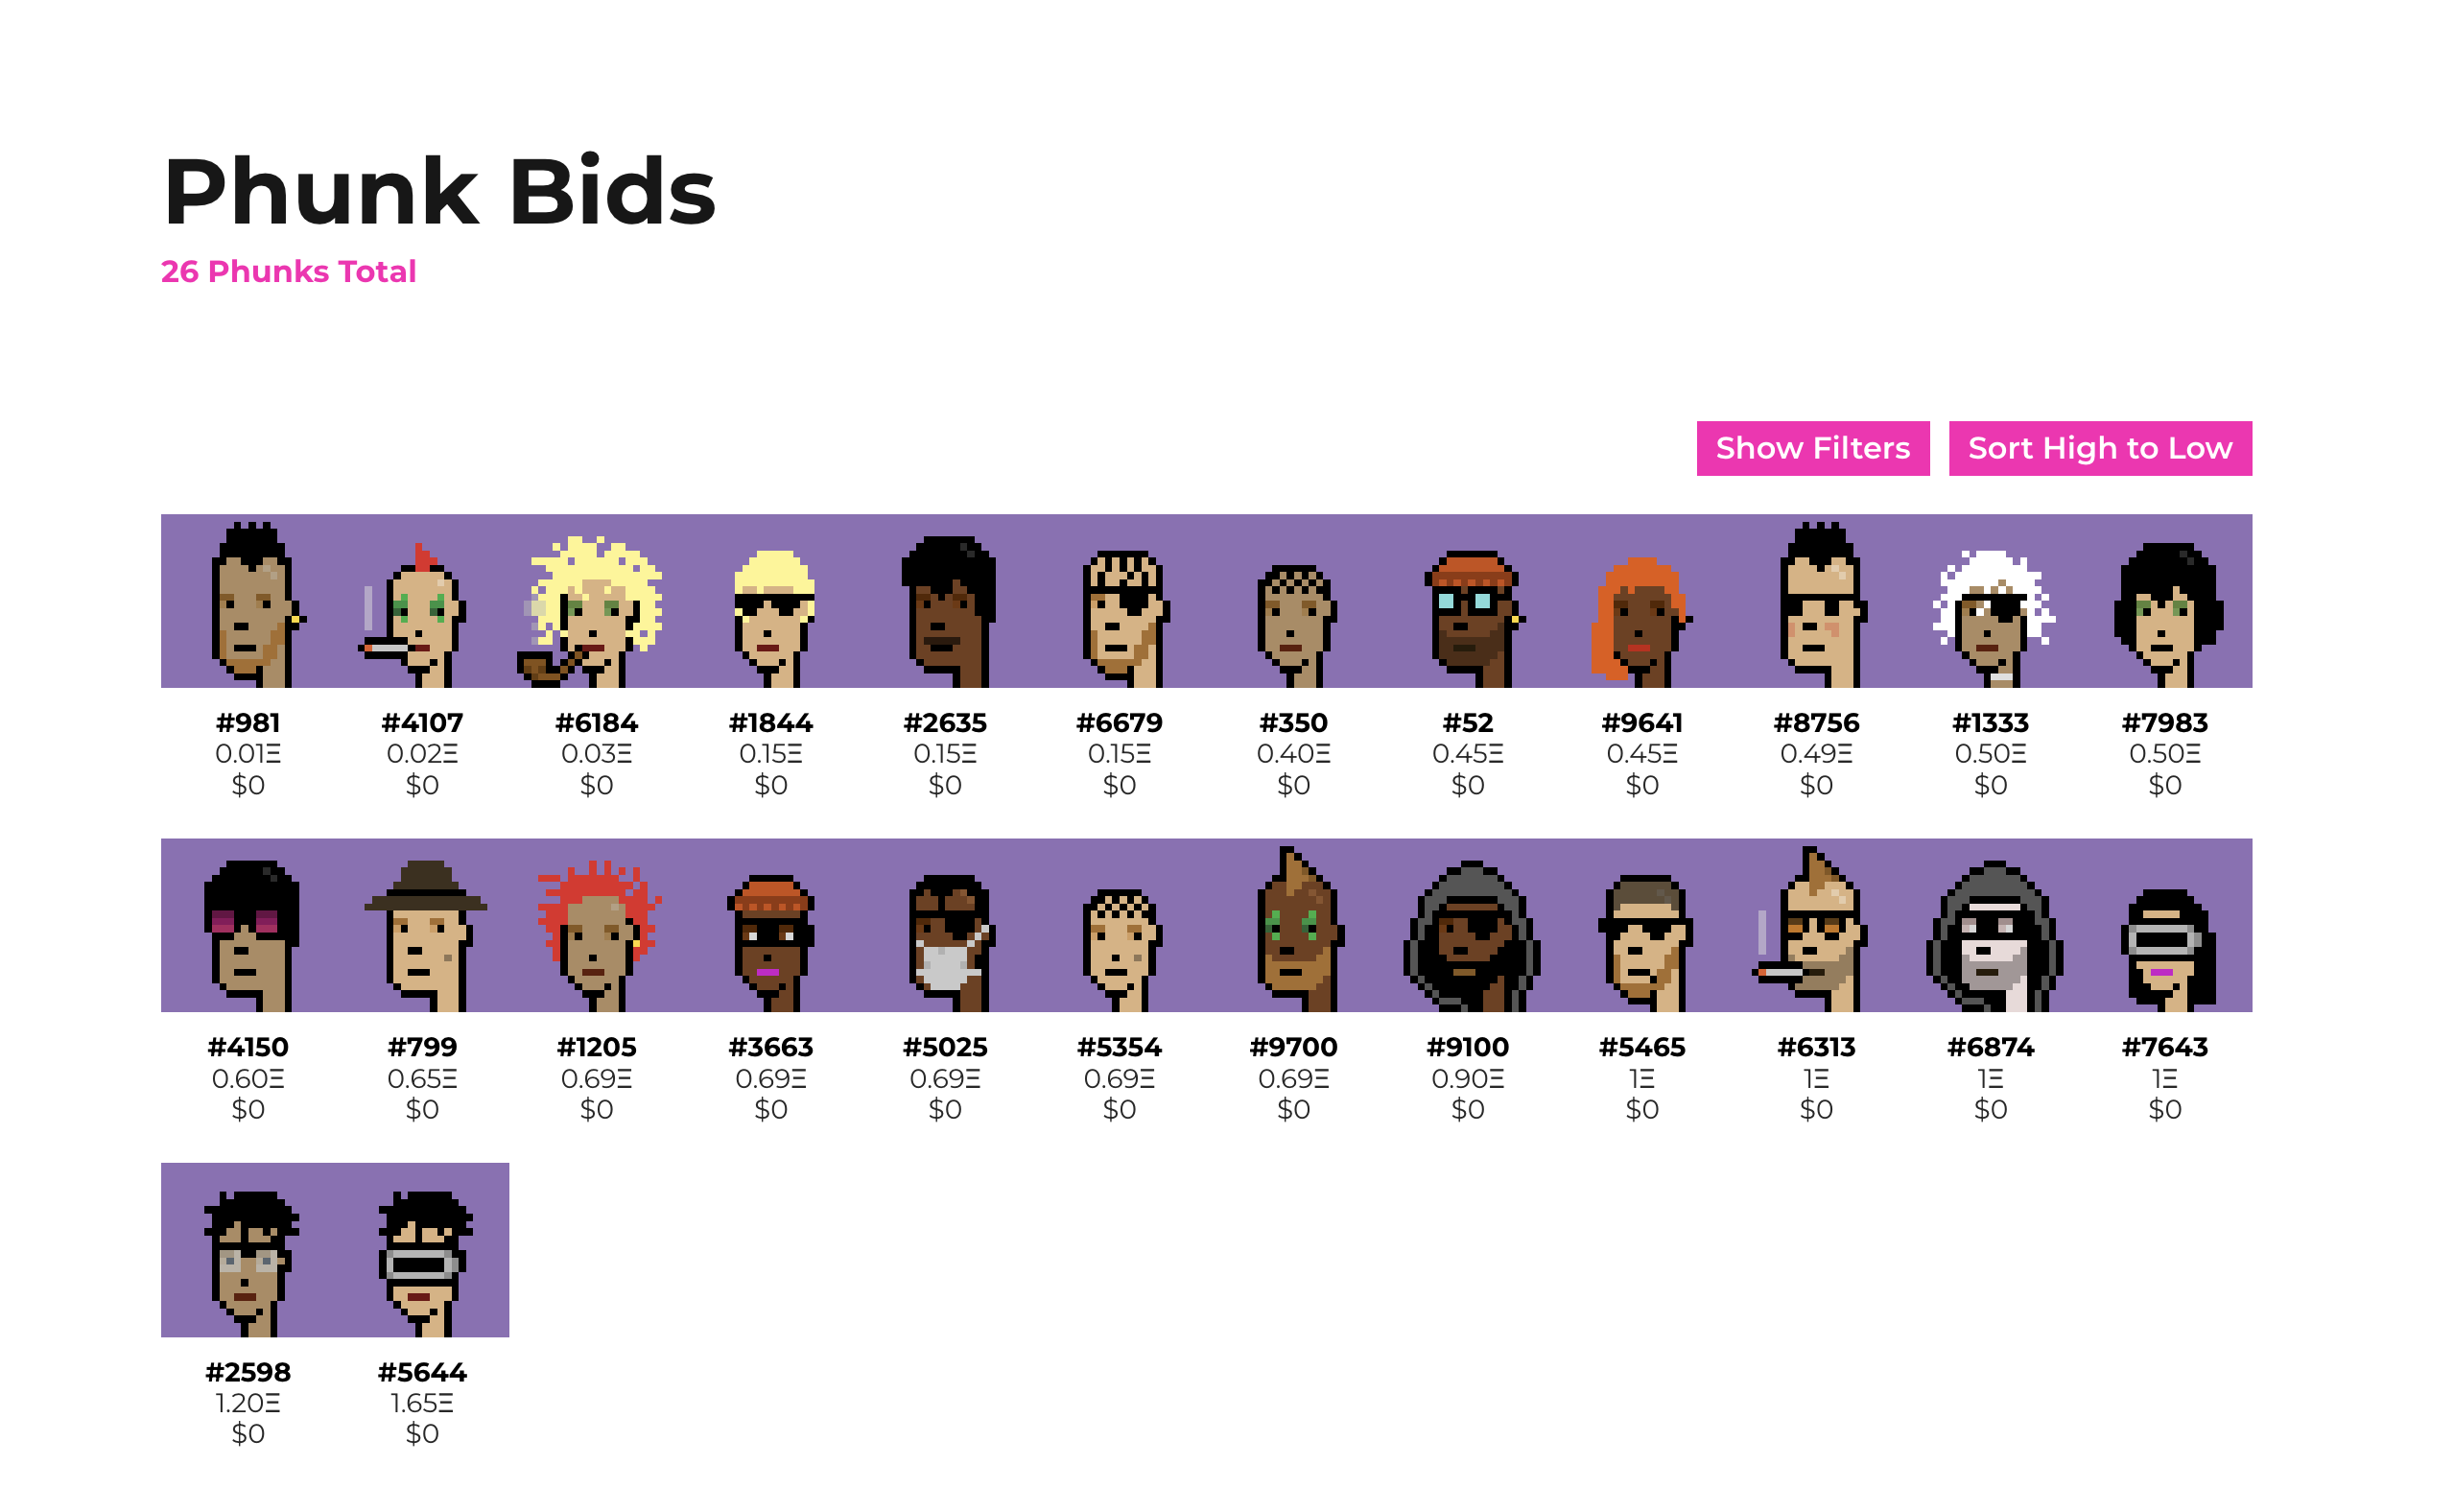 Phunk Bids
26 Phunks Total
Show Filters Sort High to Low
#981 #4107 #6184 #1844 #2635 #6679 #350 #52 #9641 #8756 #1333 #7983
0.01Ξ 0.02Ξ 0.03Ξ 0.15Ξ 0.15Ξ 0.15Ξ 0.40Ξ 0.45Ξ 0.45Ξ 0.49Ξ 0.50Ξ 0.50Ξ
$0 $0 $0 $0 $0 $0 $0 $0 $0 $0 $0 $0
#4150 #799 #1205 #3663 #5025 #5354 #9700 #9100 #5465 #6313 #6874 #7643
0.60Ξ 0.65Ξ 0.69Ξ 0.69Ξ 0.69Ξ 0.69Ξ 0.69Ξ 0.90Ξ 1Ξ 1Ξ 1Ξ 1Ξ
$0 $0 $0 $0 $0 $0 $0 $0 $0 $0 $0 $0
#2598 #5644
1.20Ξ 1.65Ξ
$0 $0